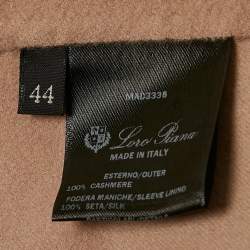 44
MAD3338
Loro Piana
MADE IN ITALY
ESTERNO/OUTER
100% CASHMERE
FODERA MANICHE/SLEEVE LINING
100% SETA/SILK